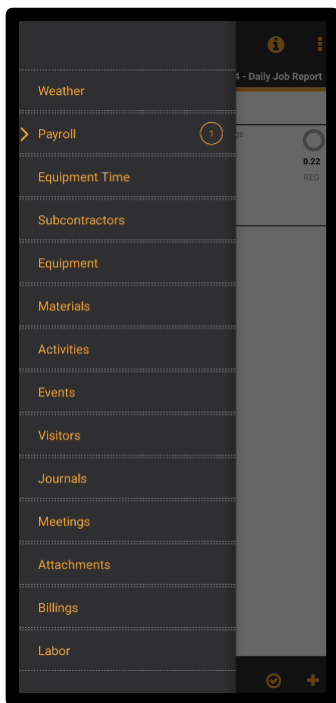 4 - Daily Job Report
Weather
Payroll
1
gs
0.22
REG
Equipment Time
Subcontractors
Equipment
Materials
Activities
Events
Visitors
Journals
Meetings
Attachments
Billings
Labor